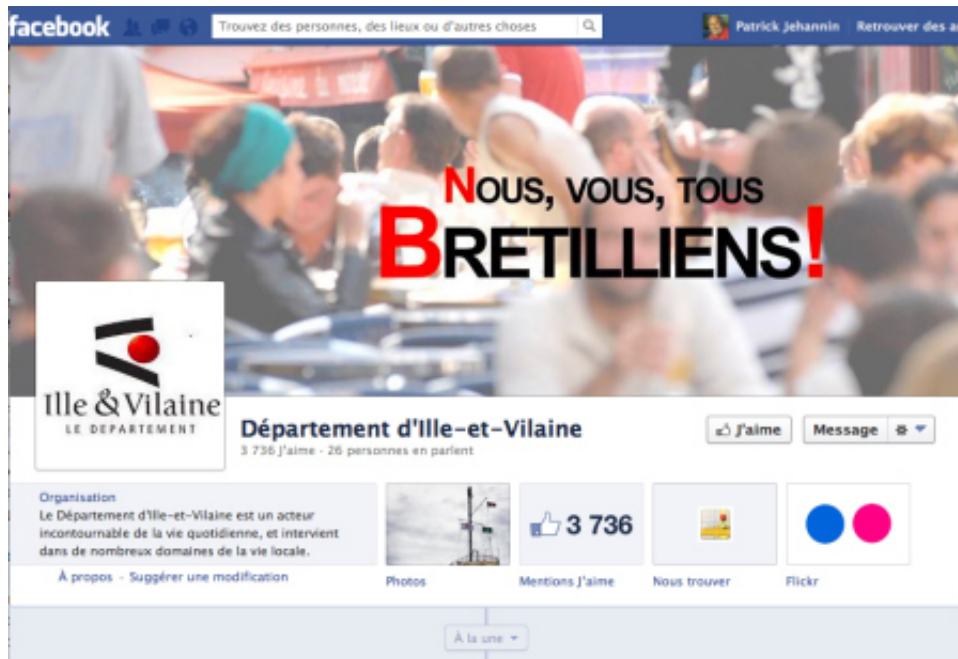 facebook
Trouvez des personnes, des lieux ou d'autres choses
Patrick Jehannin
Retrouver des a
NOUS, VOUS, TOUS
BRETILLIENS!
Ille & Vilaine
LE DEPARTEMENT
Département d'Ille-et-Vilaine
3 736 J'aime · 26 personnes en parlent
J'aime
Message
Organisation
Le Département d'Ille-et-Vilaine est un acteur
incontournable de la vie quotidienne, et intervient
dans de nombreux domaines de la vie locale.
À propos - Suggérer une modification
3 736
Photos
Mentions J'aime
Nous trouver
Flickr
À la une